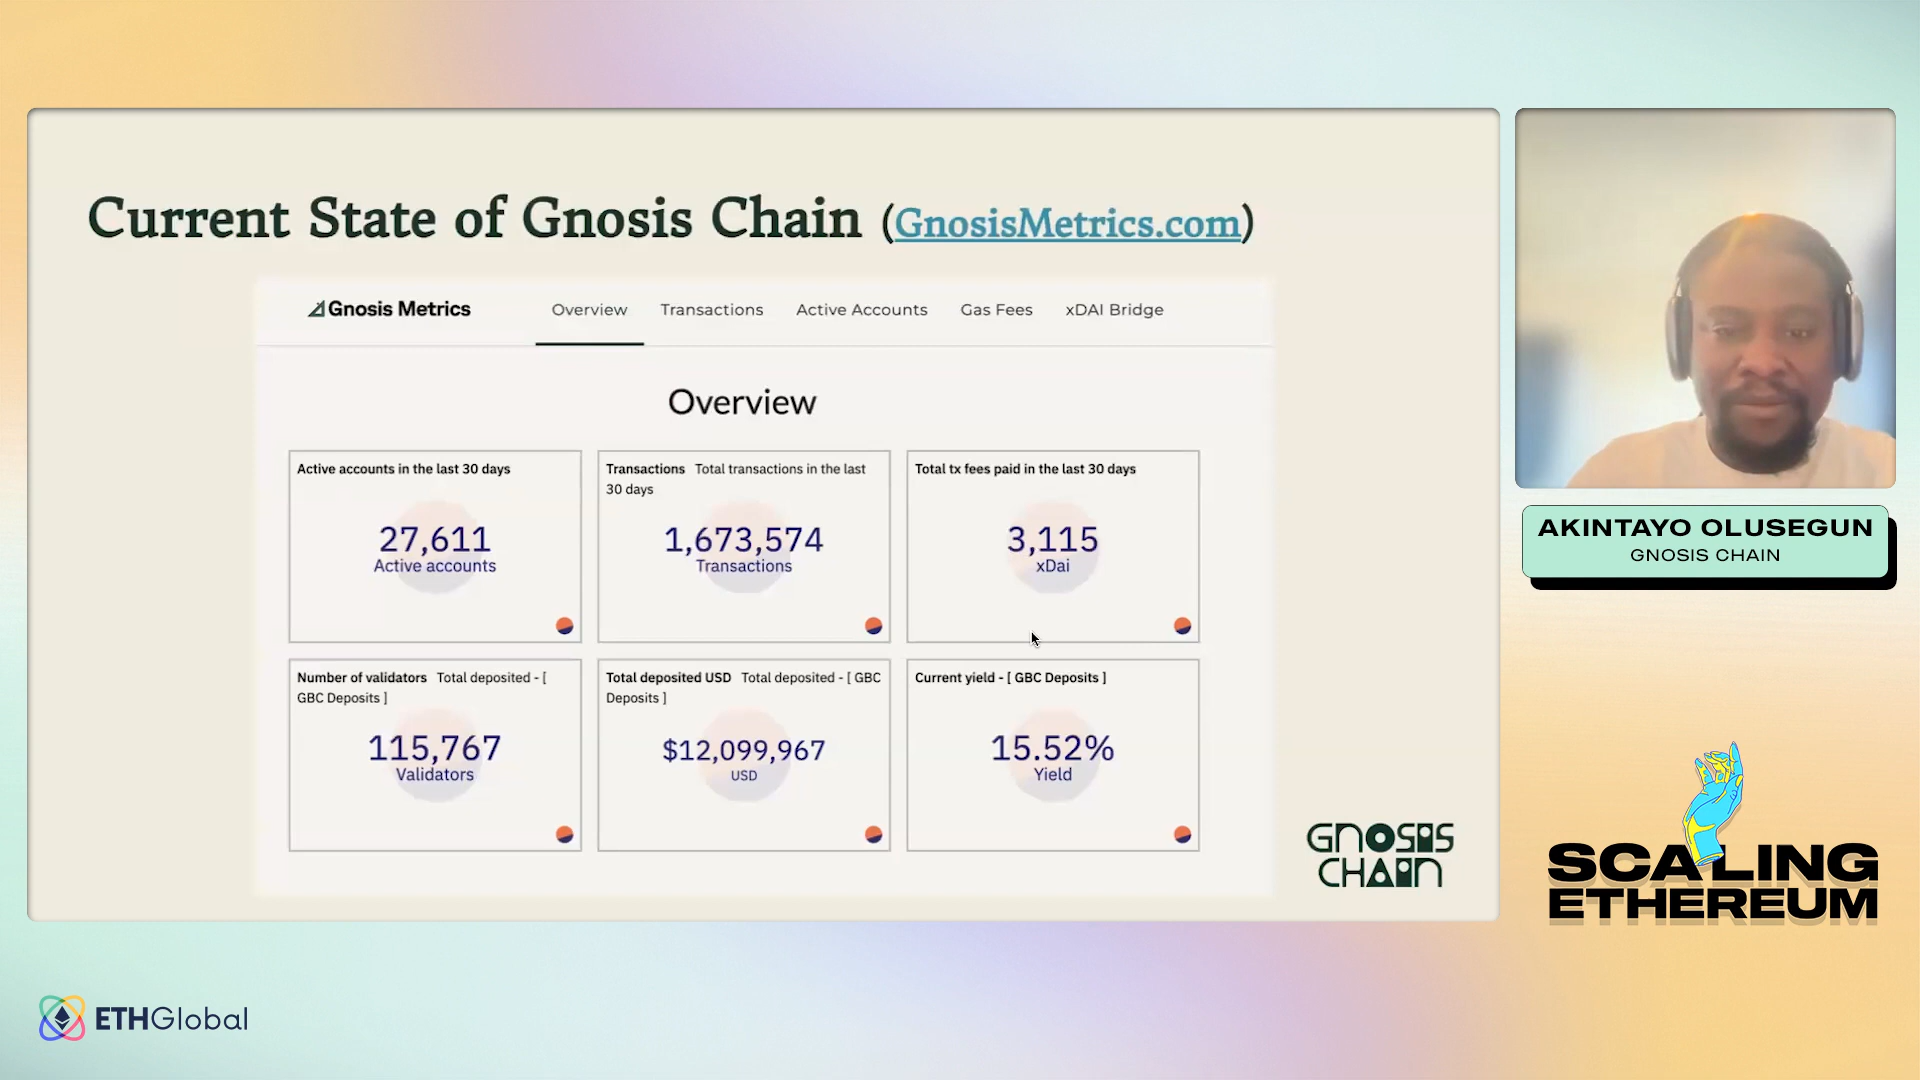 Current State of Gnosis Chain (GnosisMetrics.com)
Gnosis Metrics
Overview Transactions Active Accounts Gas Fees xDAI Bridge
Overview
Active accounts in the last 30 days
27,611
Active accounts
Transactions Total transactions in the last
30 days
1,673,574
Transactions
Total tx fees paid in the last 30 days
3,115
xDai
Number of validators Total deposited - [
GBC Deposits ]
115,767
Validators
Total deposited USD Total deposited - [ GBC
Deposits ]
$12,099,967
USD
Current yield - [ GBC Deposits ]
15.52%
Yield
GNOSIS
CHAIN
AKINTAYO OLUSEGUN
GNOSIS CHAIN
SCALING
ETHEREUM
ETHGlobal